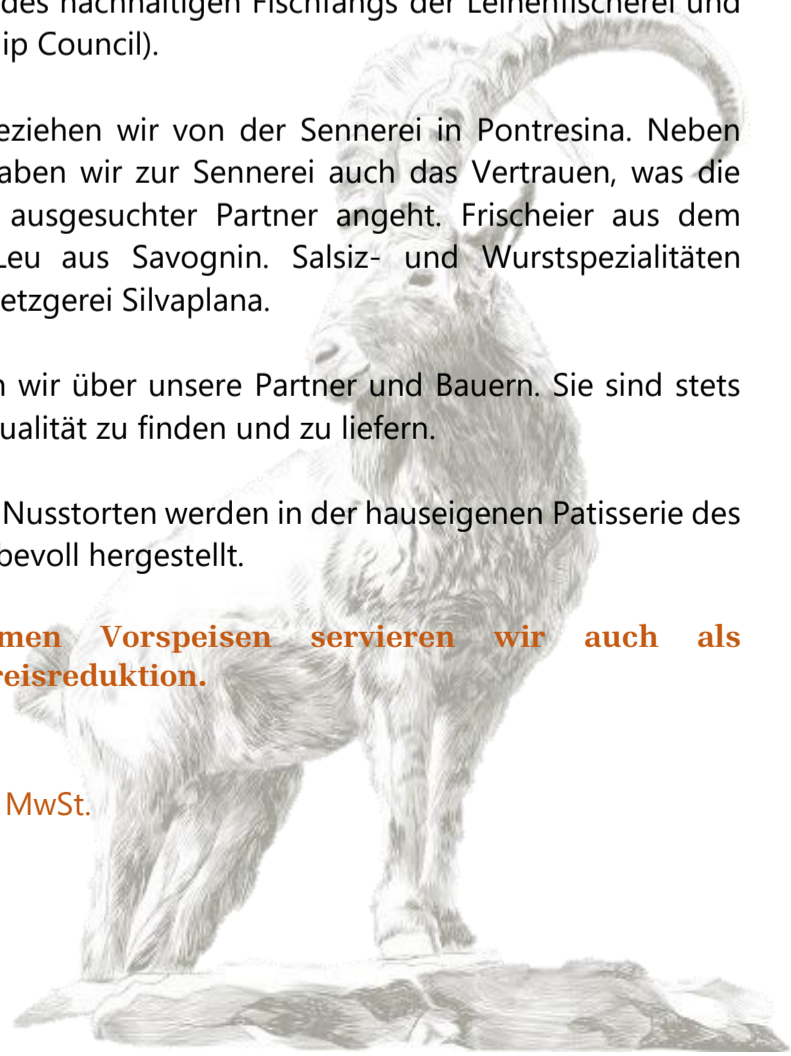 des nachhaltigen Fischfangs der Leinenfischerei und
ip Council).
eziehen wir von der Sennerei in Pontresina. Neben
aben wir zur Sennerei auch das Vertrauen, was die
ausgesuchter Partner angeht. Frischeier aus dem
Leu aus Savognin. Salsiz- und Wurstspezialitäten
etzgerei Silvaplana.
n wir über unsere Partner und Bauern. Sie sind stets
ualität zu finden und zu liefern.
Nusstorten werden in der hauseigenen Patisserie des
bevoll hergestellt.
men Vorspeisen servieren wir auch als
reisreduktion.
MwSt.